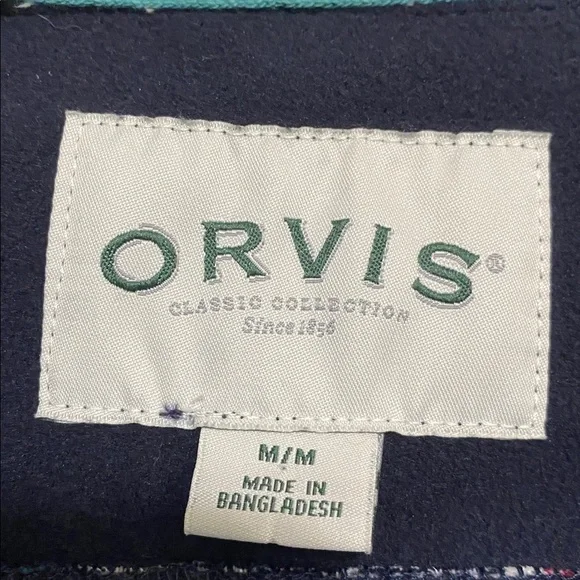 ORVIS®
CLASSIC COLLECTION
Since 1856
M/M
MADE IN
BANGLADESH